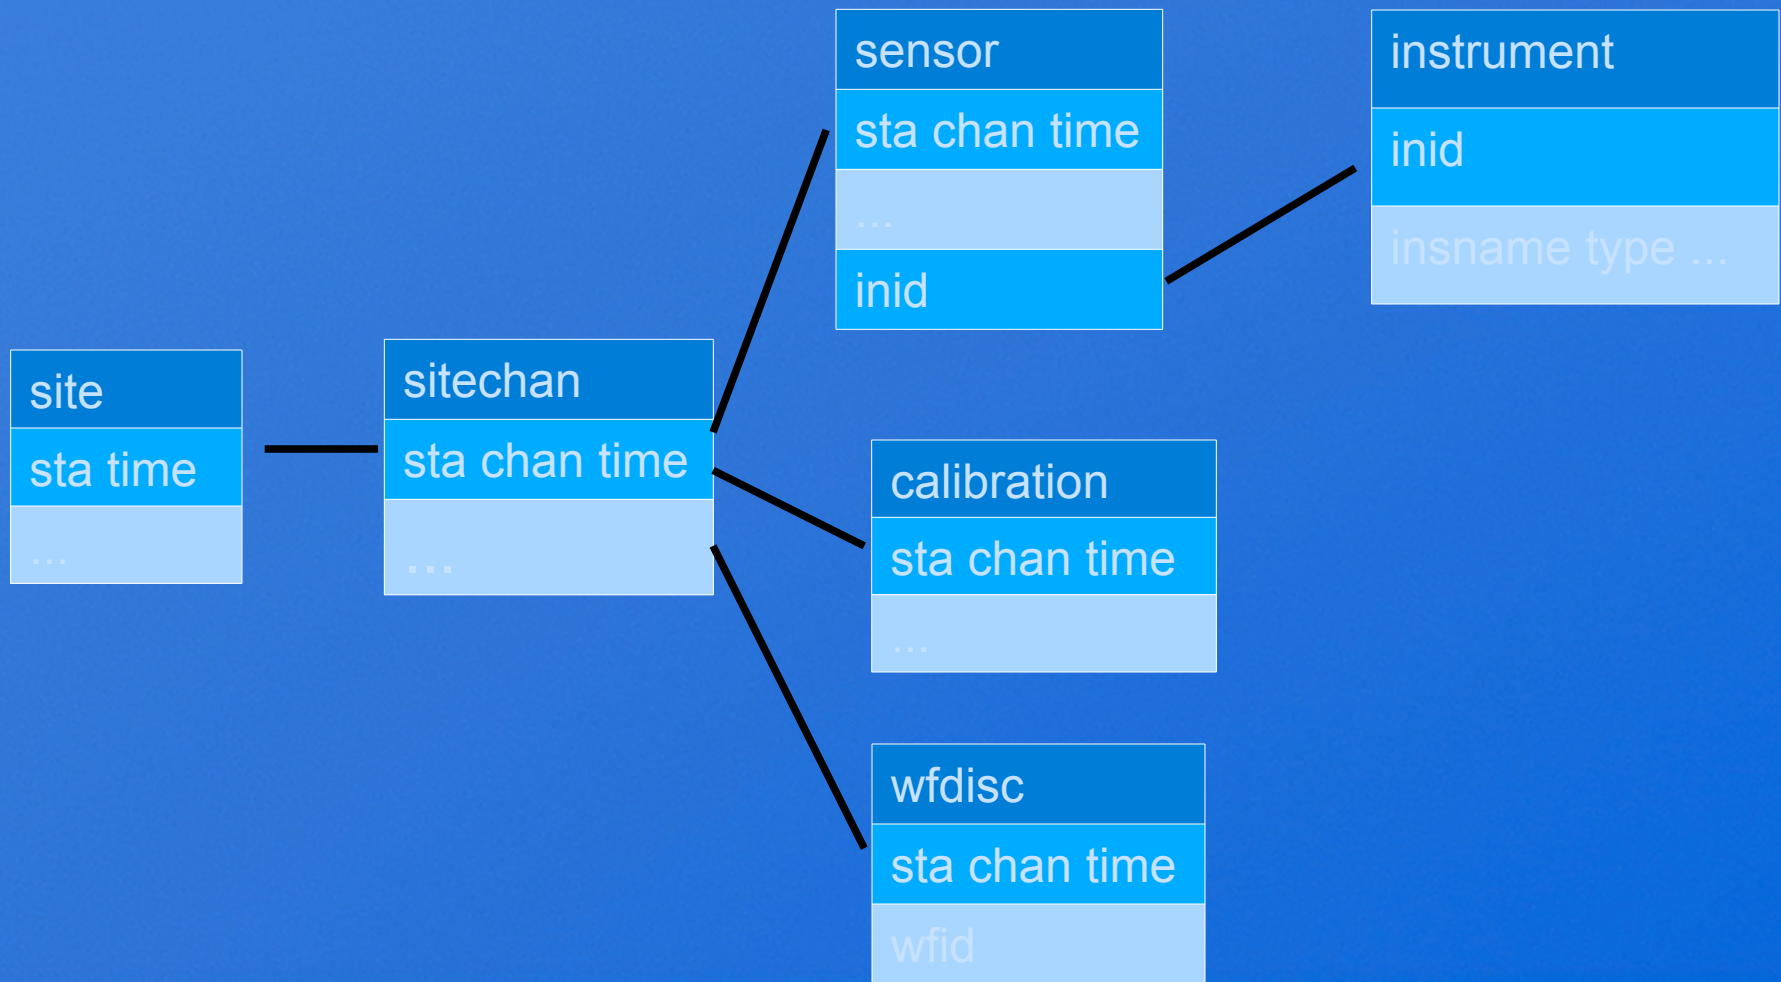 site
sta time
...
sitechan
sta chan time
...
sensor
sta chan time
...
inid
instrument
inid
insname type ...
calibration
sta chan time
...
wfdisc
sta chan time
wfid